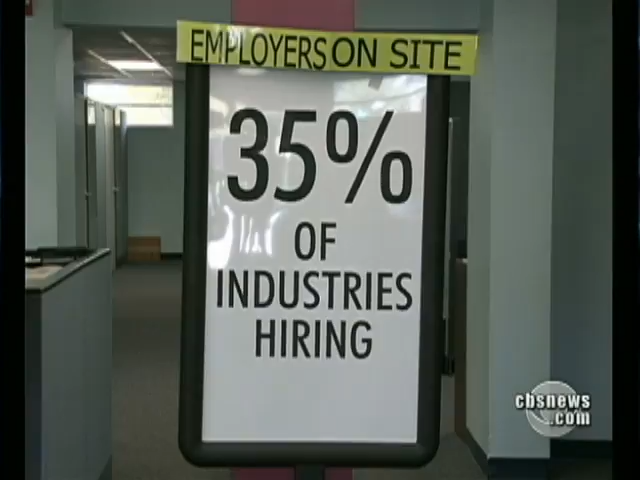 EMPLOYERS ON SITE
35%
OF
INDUSTRIES
HIRING
cbsnews
.com